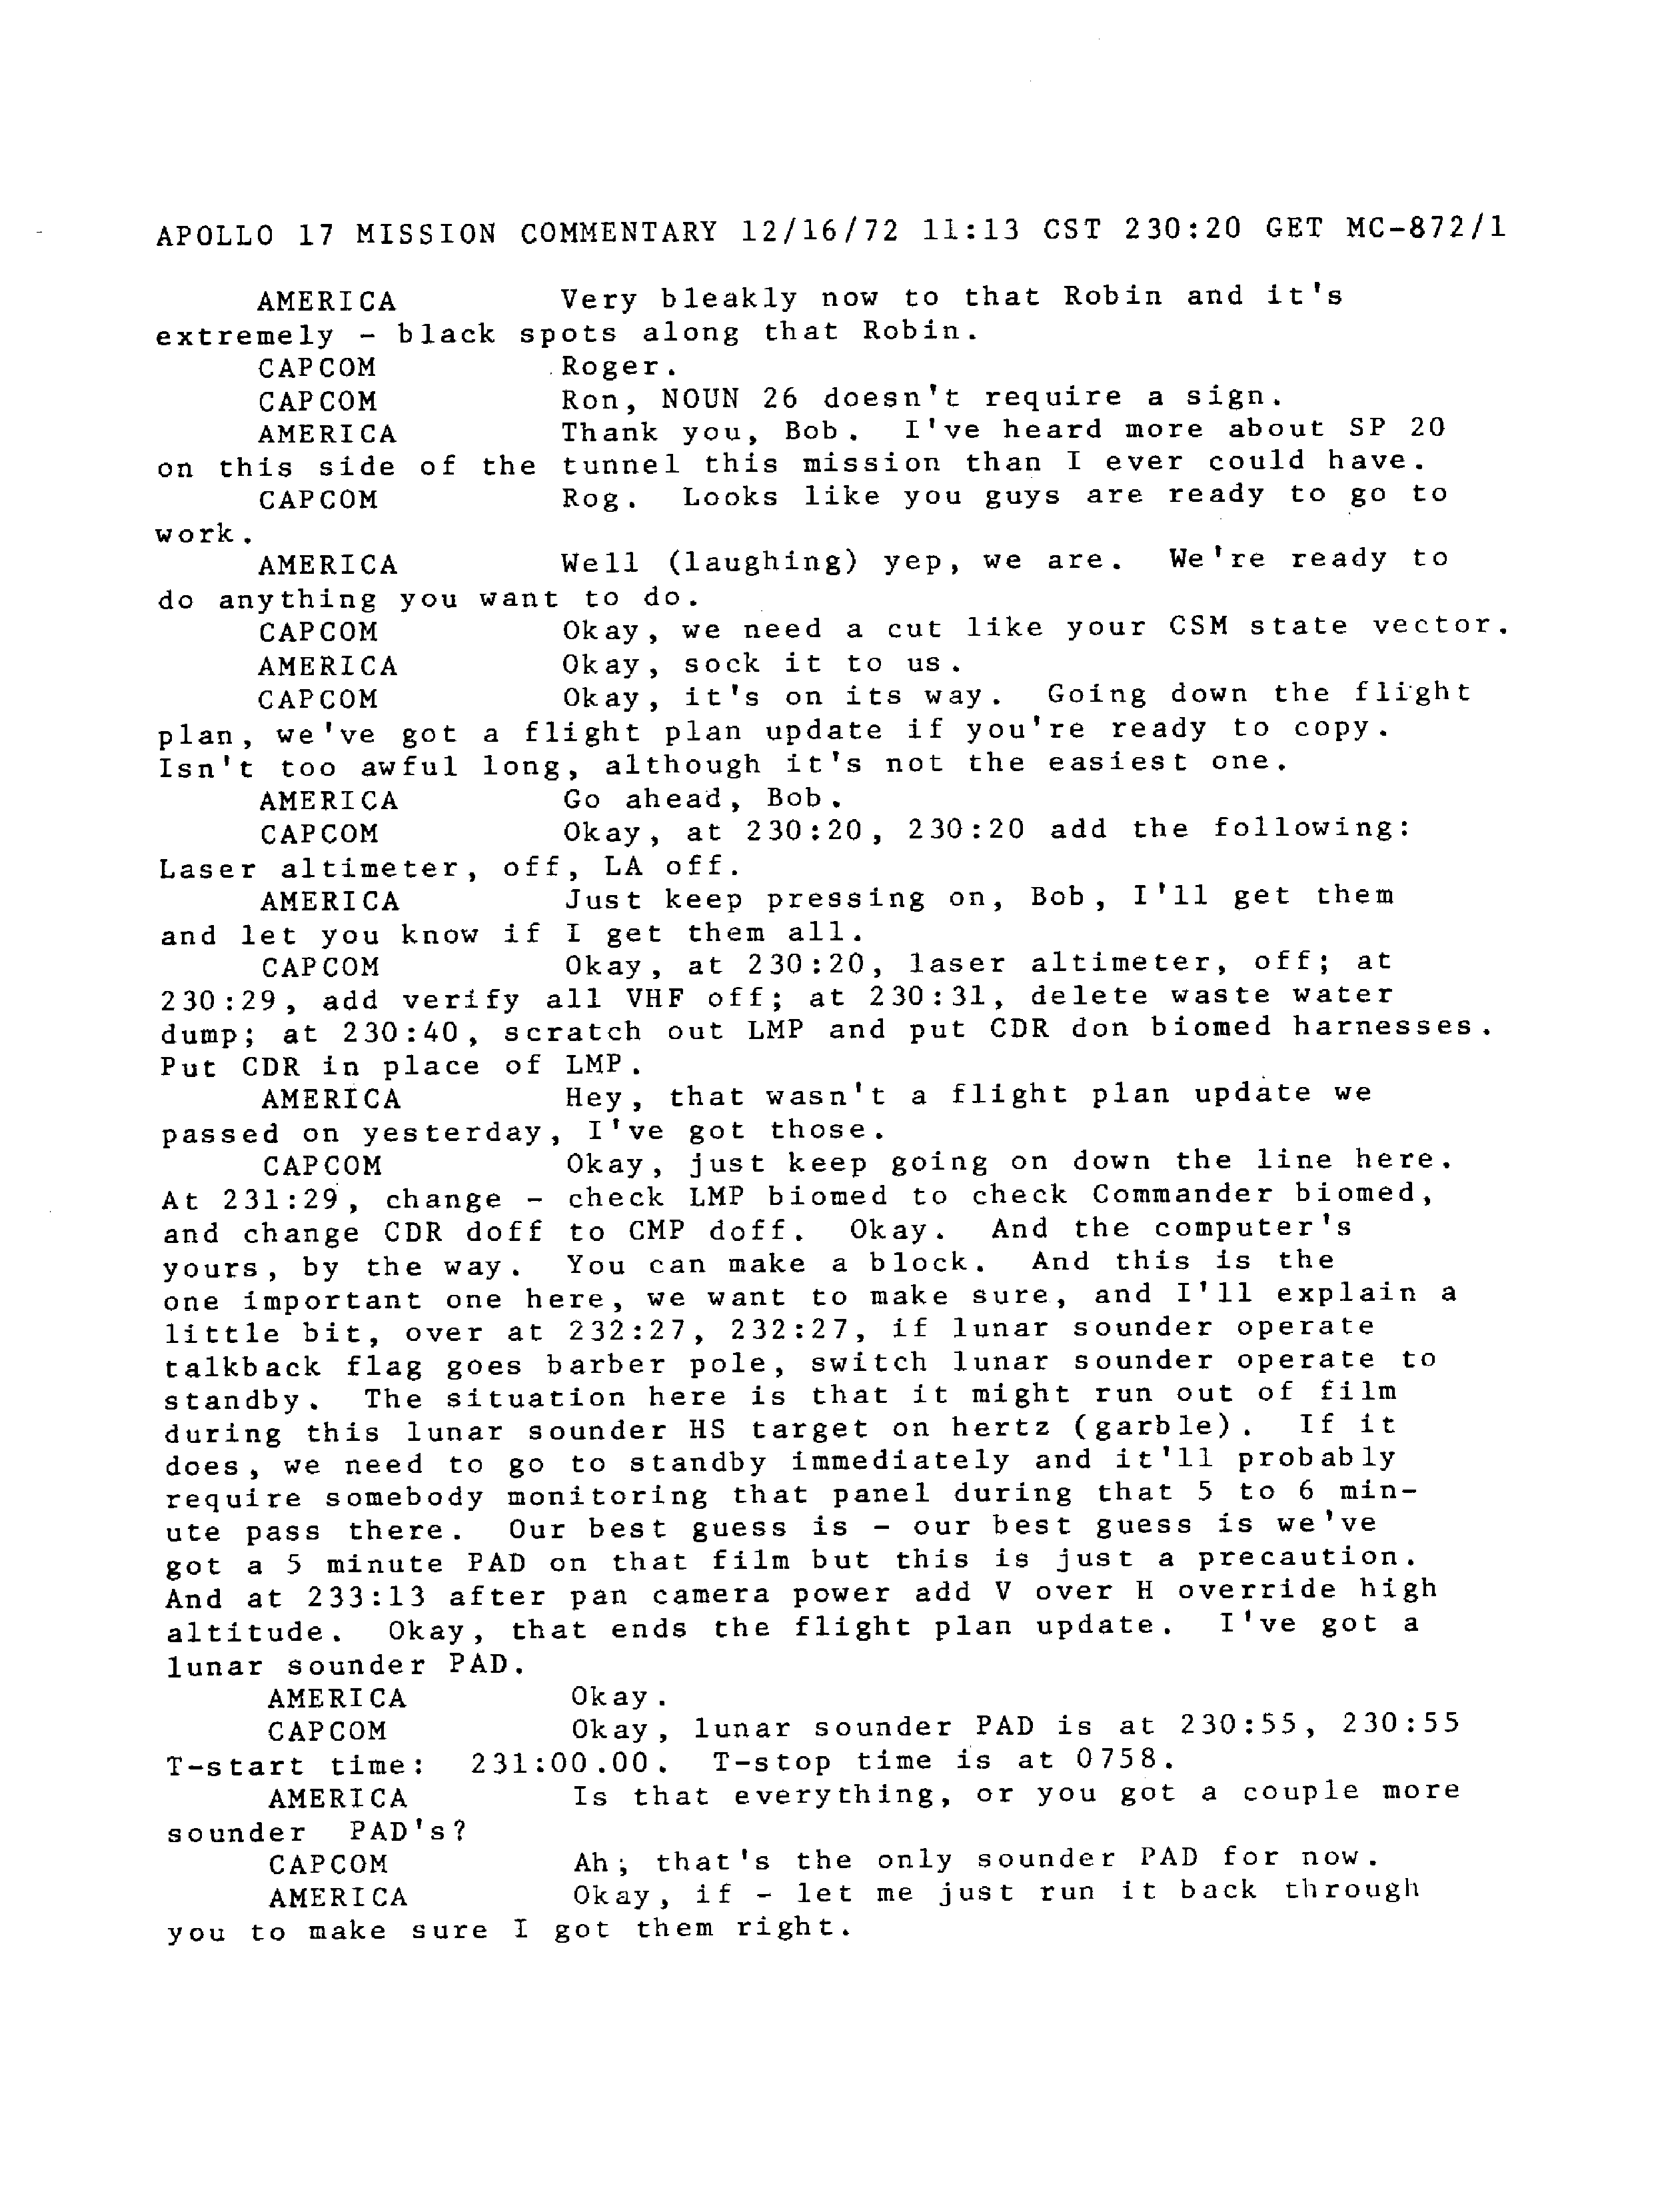 APOLLO 17 MISSION COMMENTARY 12/16/72 11:13 CST 230:20 GET MC-872/1
AMERICA Very bleakly now to that Robin and it's
extremely - black spots along that Robin.
CAPCOM Roger.
CAPCOM Ron, NOUN 26 doesn't require a sign.
AMERICA Thank you, Bob. I've heard more about SP 20
on this side of the tunnel this mission than I ever could have.
CAPCOM Rog. Looks like you guys are ready to go to
work.
AMERICA Well (laughing) yep, we are. We're ready to
do anything you want to do.
CAPCOM Okay, we need a cut like your CSM state vector.
AMERICA Okay, sock it to us.
CAPCOM Okay, it's on its way. Going down the flight
plan, we've got a flight plan update if you're ready to copy.
Isn't too awful long, although it's not the easiest one.
AMERICA Go ahead, Bob.
CAPCOM Okay, at 230:20, 230:20 add the following:
Laser altimeter, off, LA off.
AMERICA Just keep pressing on, Bob, I'll get them
and let you know if I get them all.
CAPCOM Okay, at 230:20, laser altimeter, off; at
230:29, add verify all VHF off; at 230:31, delete waste water
dump; at 230:40, scratch out LMP and put CDR don biomed harnesses.
Put CDR in place of LMP.
AMERICA Hey, that wasn't a flight plan update we
passed on yesterday, I've got those.
CAPCOM Okay, just keep going on down the line here.
At 231:29, change - check LMP biomed to check Commander biomed,
and change CDR doff to CMP doff. Okay. And the computer's
yours, by the way. You can make a block. And this is the
one important one here, we want to make sure, and I'll explain a
little bit, over at 232:27, 232:27, if lunar sounder operate
talkback flag goes barber pole, switch lunar sounder operate to
standby. The situation here is that it might run out of film
during this lunar sounder HS target on hertz (garble). If it
does, we need to go to standby immediately and it'll probably
require somebody monitoring that panel during that 5 to 6 min-
ute pass there. Our best guess is - our best guess is we've
got a 5 minute PAD on that film but this is just a precaution.
And at 233:13 after pan camera power add V over H override high
altitude. Okay, that ends the flight plan update. I've got a
lunar sounder PAD.
AMERICA Okay.
CAPCOM Okay, lunar sounder PAD is at 230:55, 230:55
T-start time: 231:00.00. T-stop time is at 0758.
AMERICA Is that everything, or you got a couple more
sounder PAD's?
CAPCOM Ah; that's the only sounder PAD for now.
AMERICA Okay, if - let me just run it back through
you to make sure I got them right.